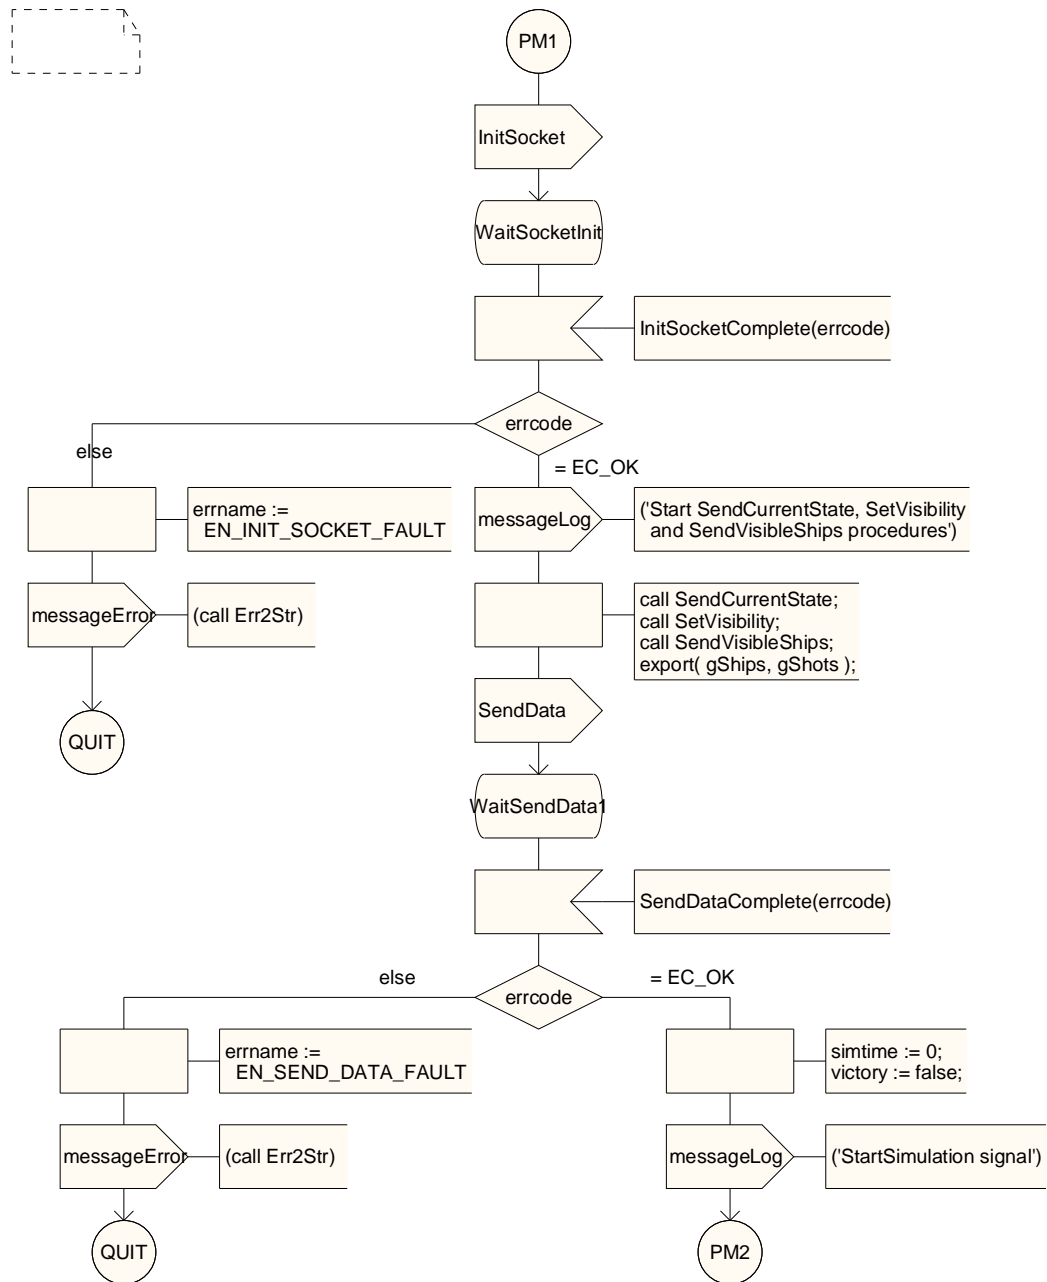 PM1
InitSocket
WaitSocketInit
InitSocketComplete(errcode)
errcode
else
= EC_OK
errname :=
EN_INIT_SOCKET_FAULT
messageLog
('Start SendCurrentState, SetVisibility
and SendVisibleShips procedures')
messageError
(call Err2Str)
call SendCurrentState;
call SetVisibility;
call SendVisibleShips;
export( gShips, gShots );
SendData
QUIT
WaitSendData1
SendDataComplete(errcode)
else
= EC_OK
errcode
errname :=
EN_SEND_DATA_FAULT
simtime := 0;
victory := false;
messageError
(call Err2Str)
messageLog
('StartSimulation signal')
QUIT
PM2